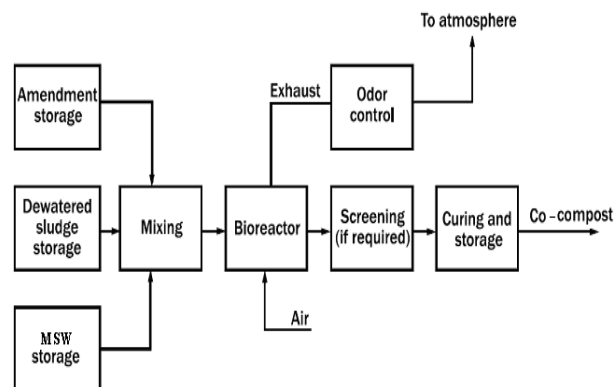 To atmosphere
Amendment
storage
Exhaust
Odor
control
Dewatered
sludge
storage
Mixing
Bioreactor
Screening
(if required)
Curing and
storage
Co - compost
Air
MSW
storage